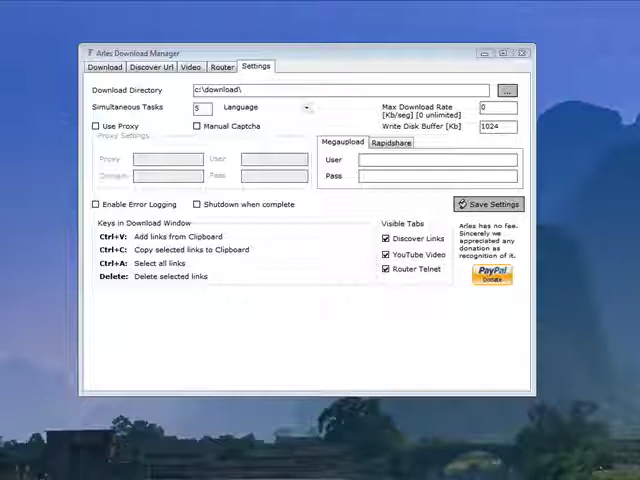 Arles Download Manager
Download Discover Url Video Router Settings
Download Directory c:\download\ ...
Simultaneous Tasks 5 Language Max Download Rate [Kb/seg] [0 unlimited] 0
Use Proxy Manual Captcha Write Disk Buffer [Kb] 1024
Proxy Settings
Megaupload Rapidshare
Proxy User User
Domain Pass Pass
Enable Error Logging Shutdown when complete Save Settings
Keys in Download Window
Ctrl+V: Add links from Clipboard
Ctrl+C: Copy selected links to Clipboard
Ctrl+A: Select all links
Delete: Delete selected links
Visible Tabs
Discover Links
YouTube Video
Router Telnet
Arles has no fee.
Sincerely we
appreciated any
donation as
recognition of it.
PayPal
Donate